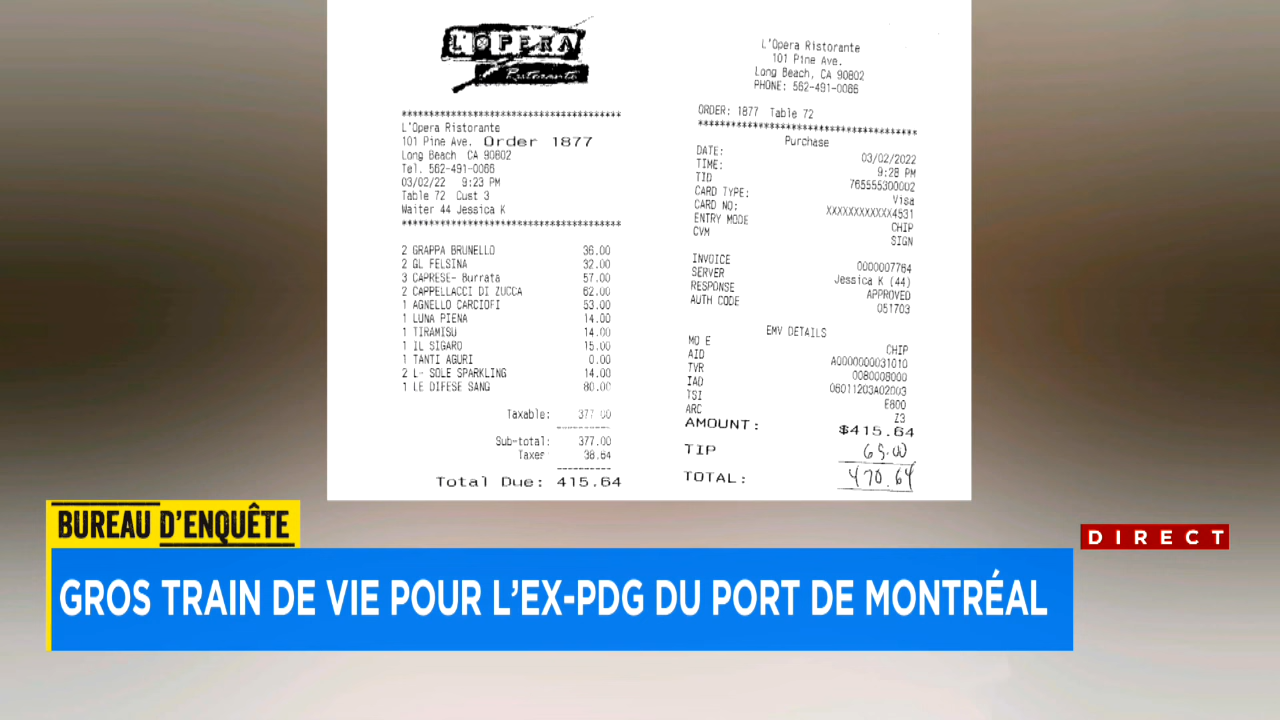 L'OPERA
Ristorante
***************************************
L'Opera Ristorante
101 Pine Ave. Order 1877
Long Beach CA 90802
Tel. 562-491-0066
03/02/22 9:23 PM
Table 72 Cust 3
Waiter 44 Jessica K
***************************************
2 GRAPPA BRUNELLO 36.00
2 GL FELSINA 32.00
3 CAPRESE- Burrata 57.00
2 CAPPELLACCI DI ZUCCA 62.00
1 AGNELLO CARCIOFI 53.00
1 LUNA PIENA 14.00
1 TIRAMISU 14.00
1 IL SIGARO 15.00
1 TANTI AGURI 0.00
2 L- SOLE SPARKLING 14.00
1 LE DIFESE SANG 80.00
Taxable: 377.00
----------
Sub-total: 377.00
Taxes 38.64
----------
Total Due: 415.64
L'Opera Ristorante
101 Pine Ave.
Long Beach, CA 90802
PHONE: 562-491-0066
ORDER: 1877 Table 72
***************************************
Purchase
DATE: 03/02/2022
TIME: 9:28 PM
TID 765555300002
CARD TYPE: Visa
CARD NO: XXXXXXXXXXXX4531
ENTRY MODE CHIP
CVM SIGN
INVOICE 0000007764
SERVER Jessica K (44)
RESPONSE APPROVED
AUTH CODE 051703
EMV DETAILS
MO E CHIP
AID A0000000031010
TVR 0080008000
IAD 06011203A02003
TSI E800
ARC Z3
AMOUNT: $415.64
TIP 65.00
TOTAL: 470.64
BUREAU D'ENQUÊTE
DIRECT
GROS TRAIN DE VIE POUR L'EX-PDG DU PORT DE MONTRÉAL